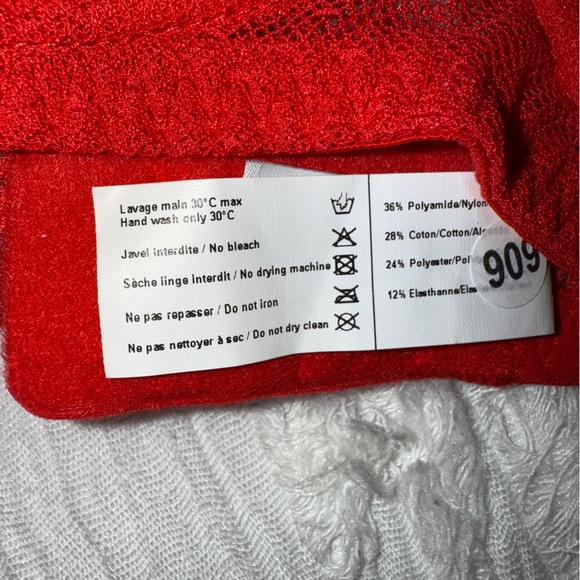 Lavage main 30°C max
Hand wash only 30°C
Javel interdite / No bleach
Sèche linge interdit / No drying machine
Ne pas repasser / Do not iron
Ne pas nettoyer à sec / Do not dry clean
36% Polyamide/Nylon
28% Coton/Cotton/
24% Polyester/
12% Elasthanne/
909